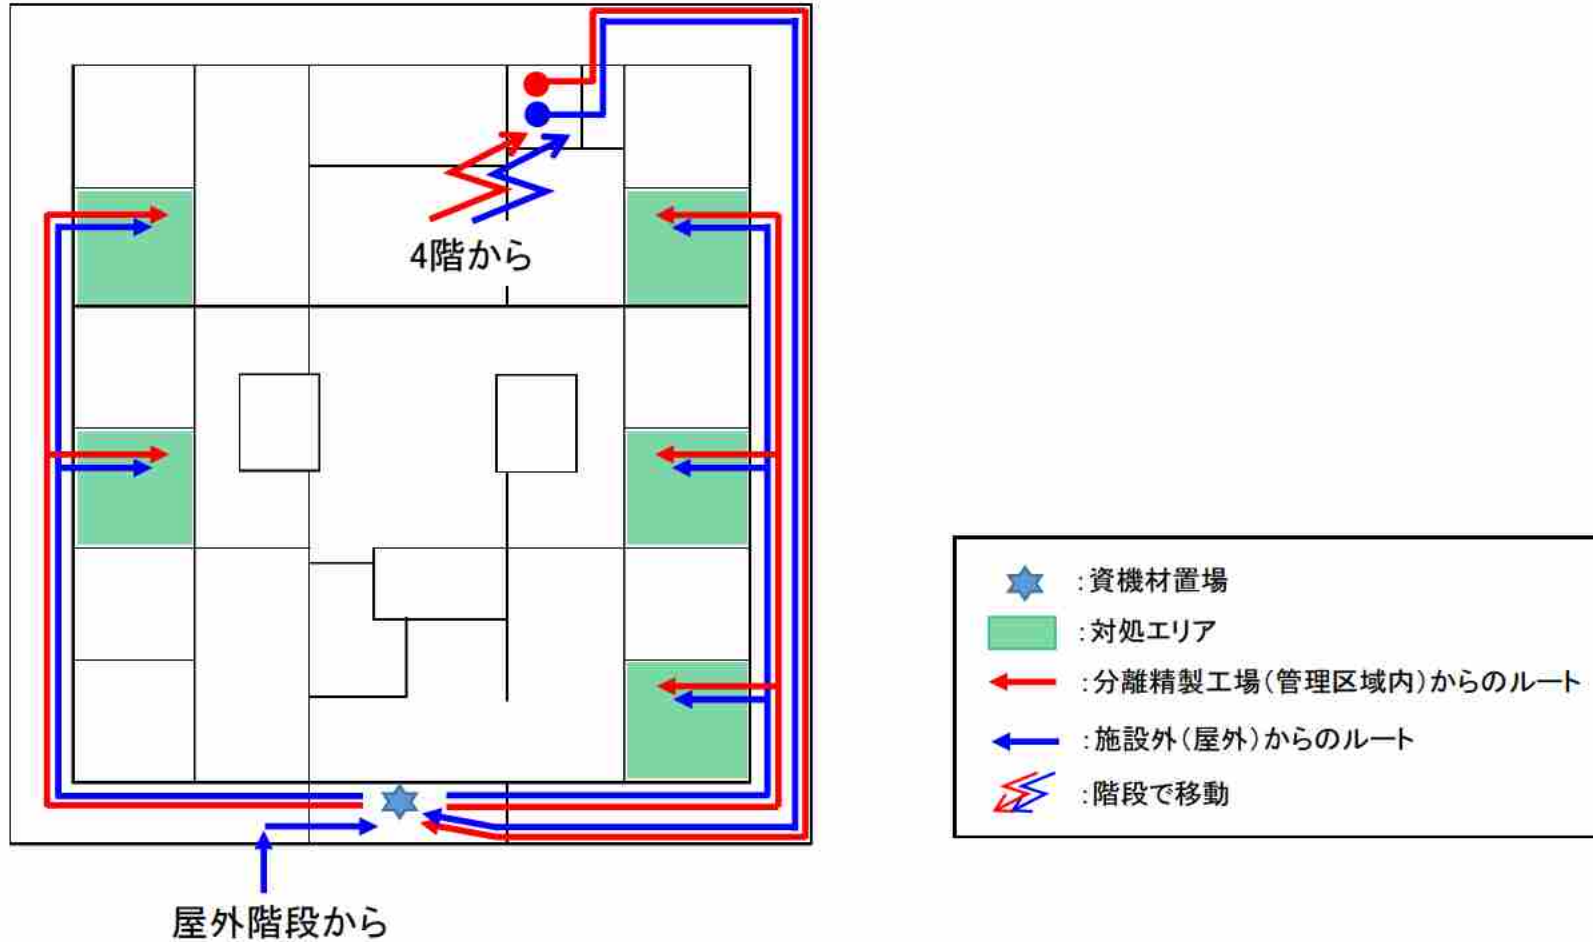 4階から
:資機材置場
:対処エリア
:分離精製工場(管理区域内)からのルート
:施設外(屋外)からのルート
:階段で移動
屋外階段から